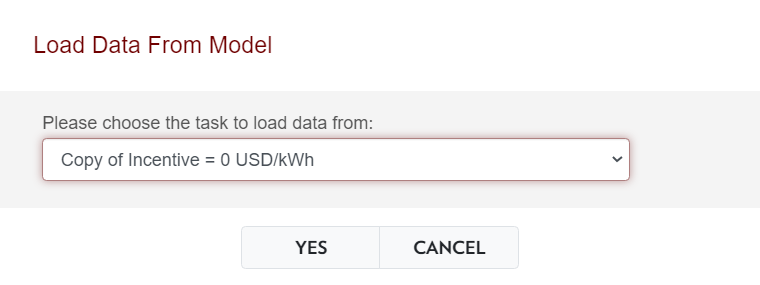 Load Data From Model
Please choose the task to load data from:
Copy of Incentive = 0 USD/kWh
YES CANCEL